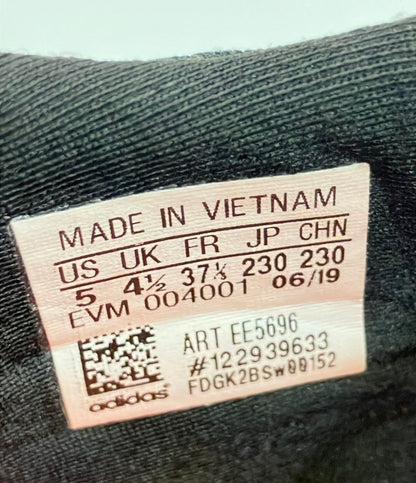 MADE IN VIETNAM
US UK FR JP CHN
5 4½ 37⅓ 230 230
EVM 004001 06/19
ART EE5696
#122939633
FDGK2BSW00152
adidas